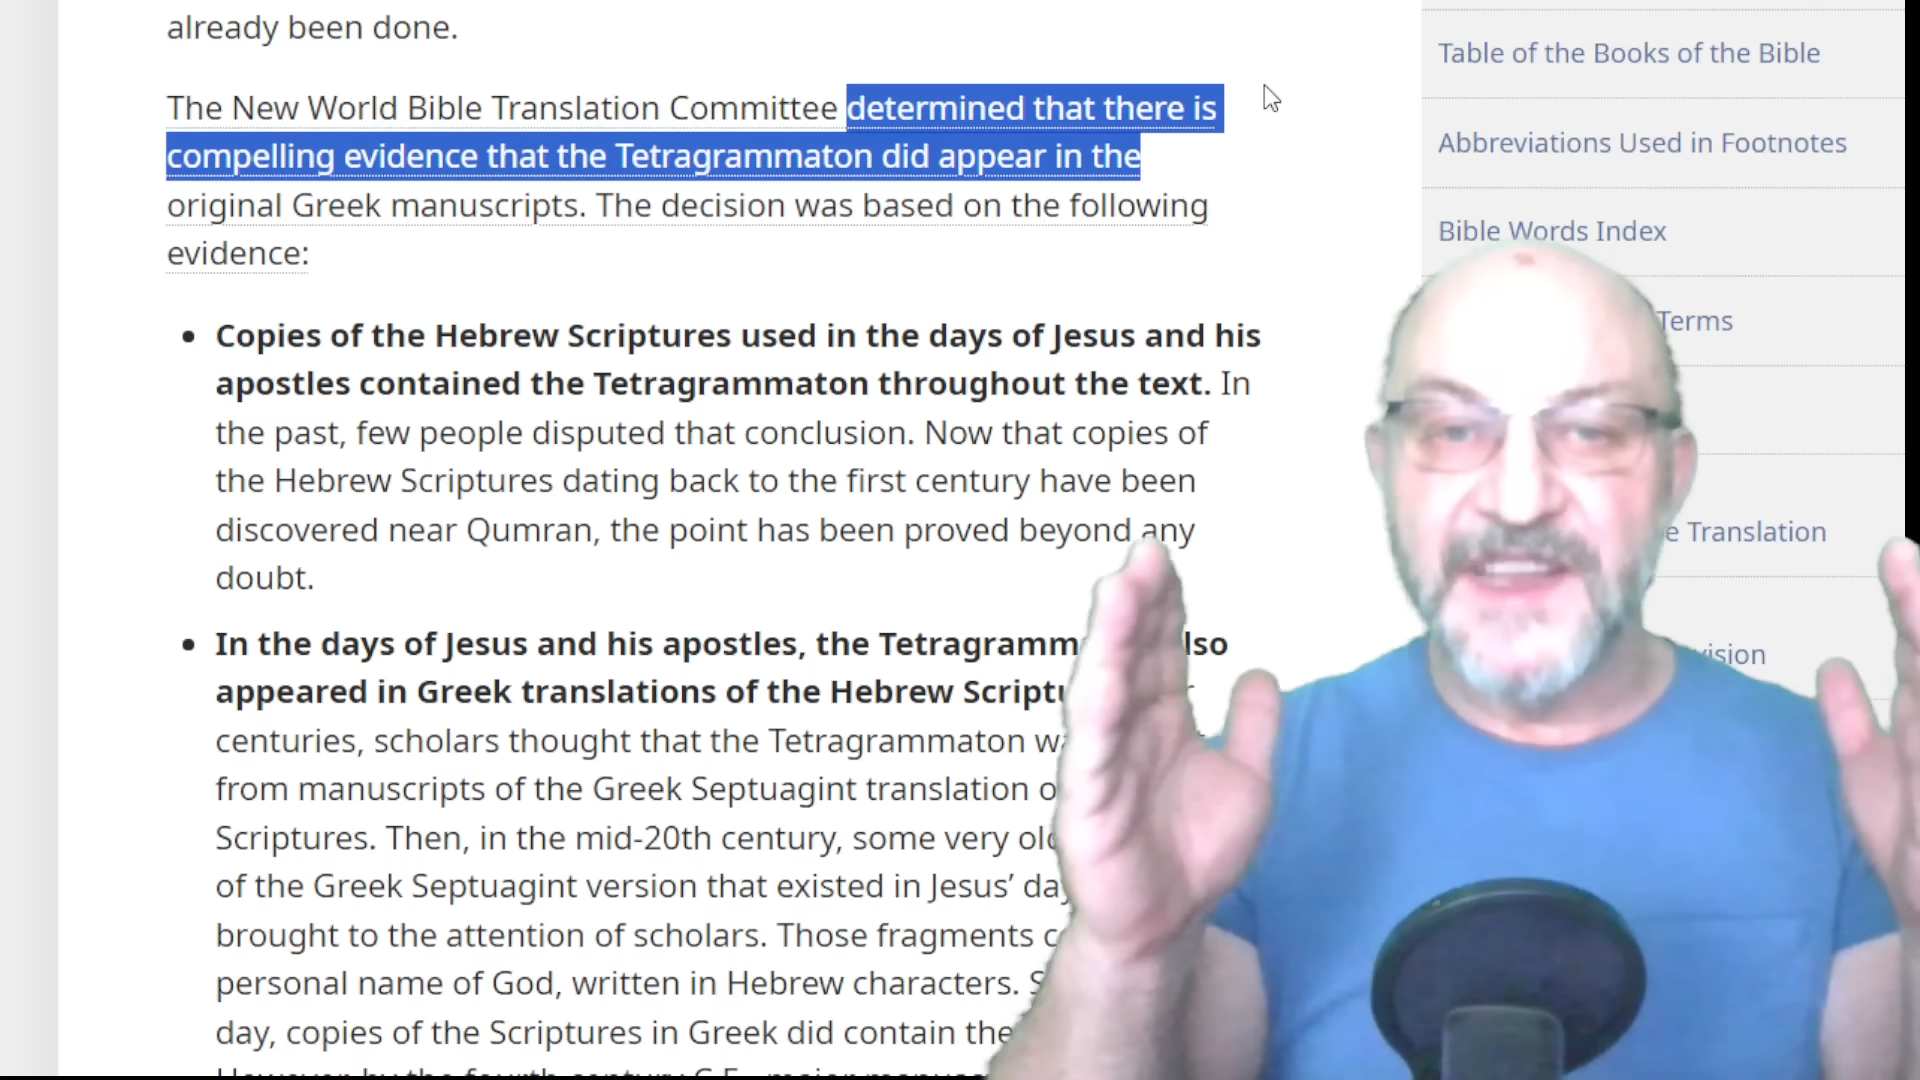 already been done.
The New World Bible Translation Committee determined that there is
compelling evidence that the Tetragrammaton did appear in the
original Greek manuscripts. The decision was based on the following
evidence:
• Copies of the Hebrew Scriptures used in the days of Jesus and his
apostles contained the Tetragrammaton throughout the text. In
the past, few people disputed that conclusion. Now that copies of
the Hebrew Scriptures dating back to the first century have been
discovered near Qumran, the point has been proved beyond any
doubt.
• In the days of Jesus and his apostles, the
appeared in Greek translations of the Hebrew
centuries, scholars thought that the Tetragrammaton
from manuscripts of the Greek Septuagint translation
Scriptures. Then, in the mid-20th century, some very
of the Greek Septuagint version that existed in Jesus’
brought to the attention of scholars. Those fragments
personal name of God, written in Hebrew characters.
day, copies of the Scriptures in Greek did contain the
However, by the fourth century C.E.,
Table of the Books of the Bible
Abbreviations Used in Footnotes
Bible Words Index
Terms
Translation